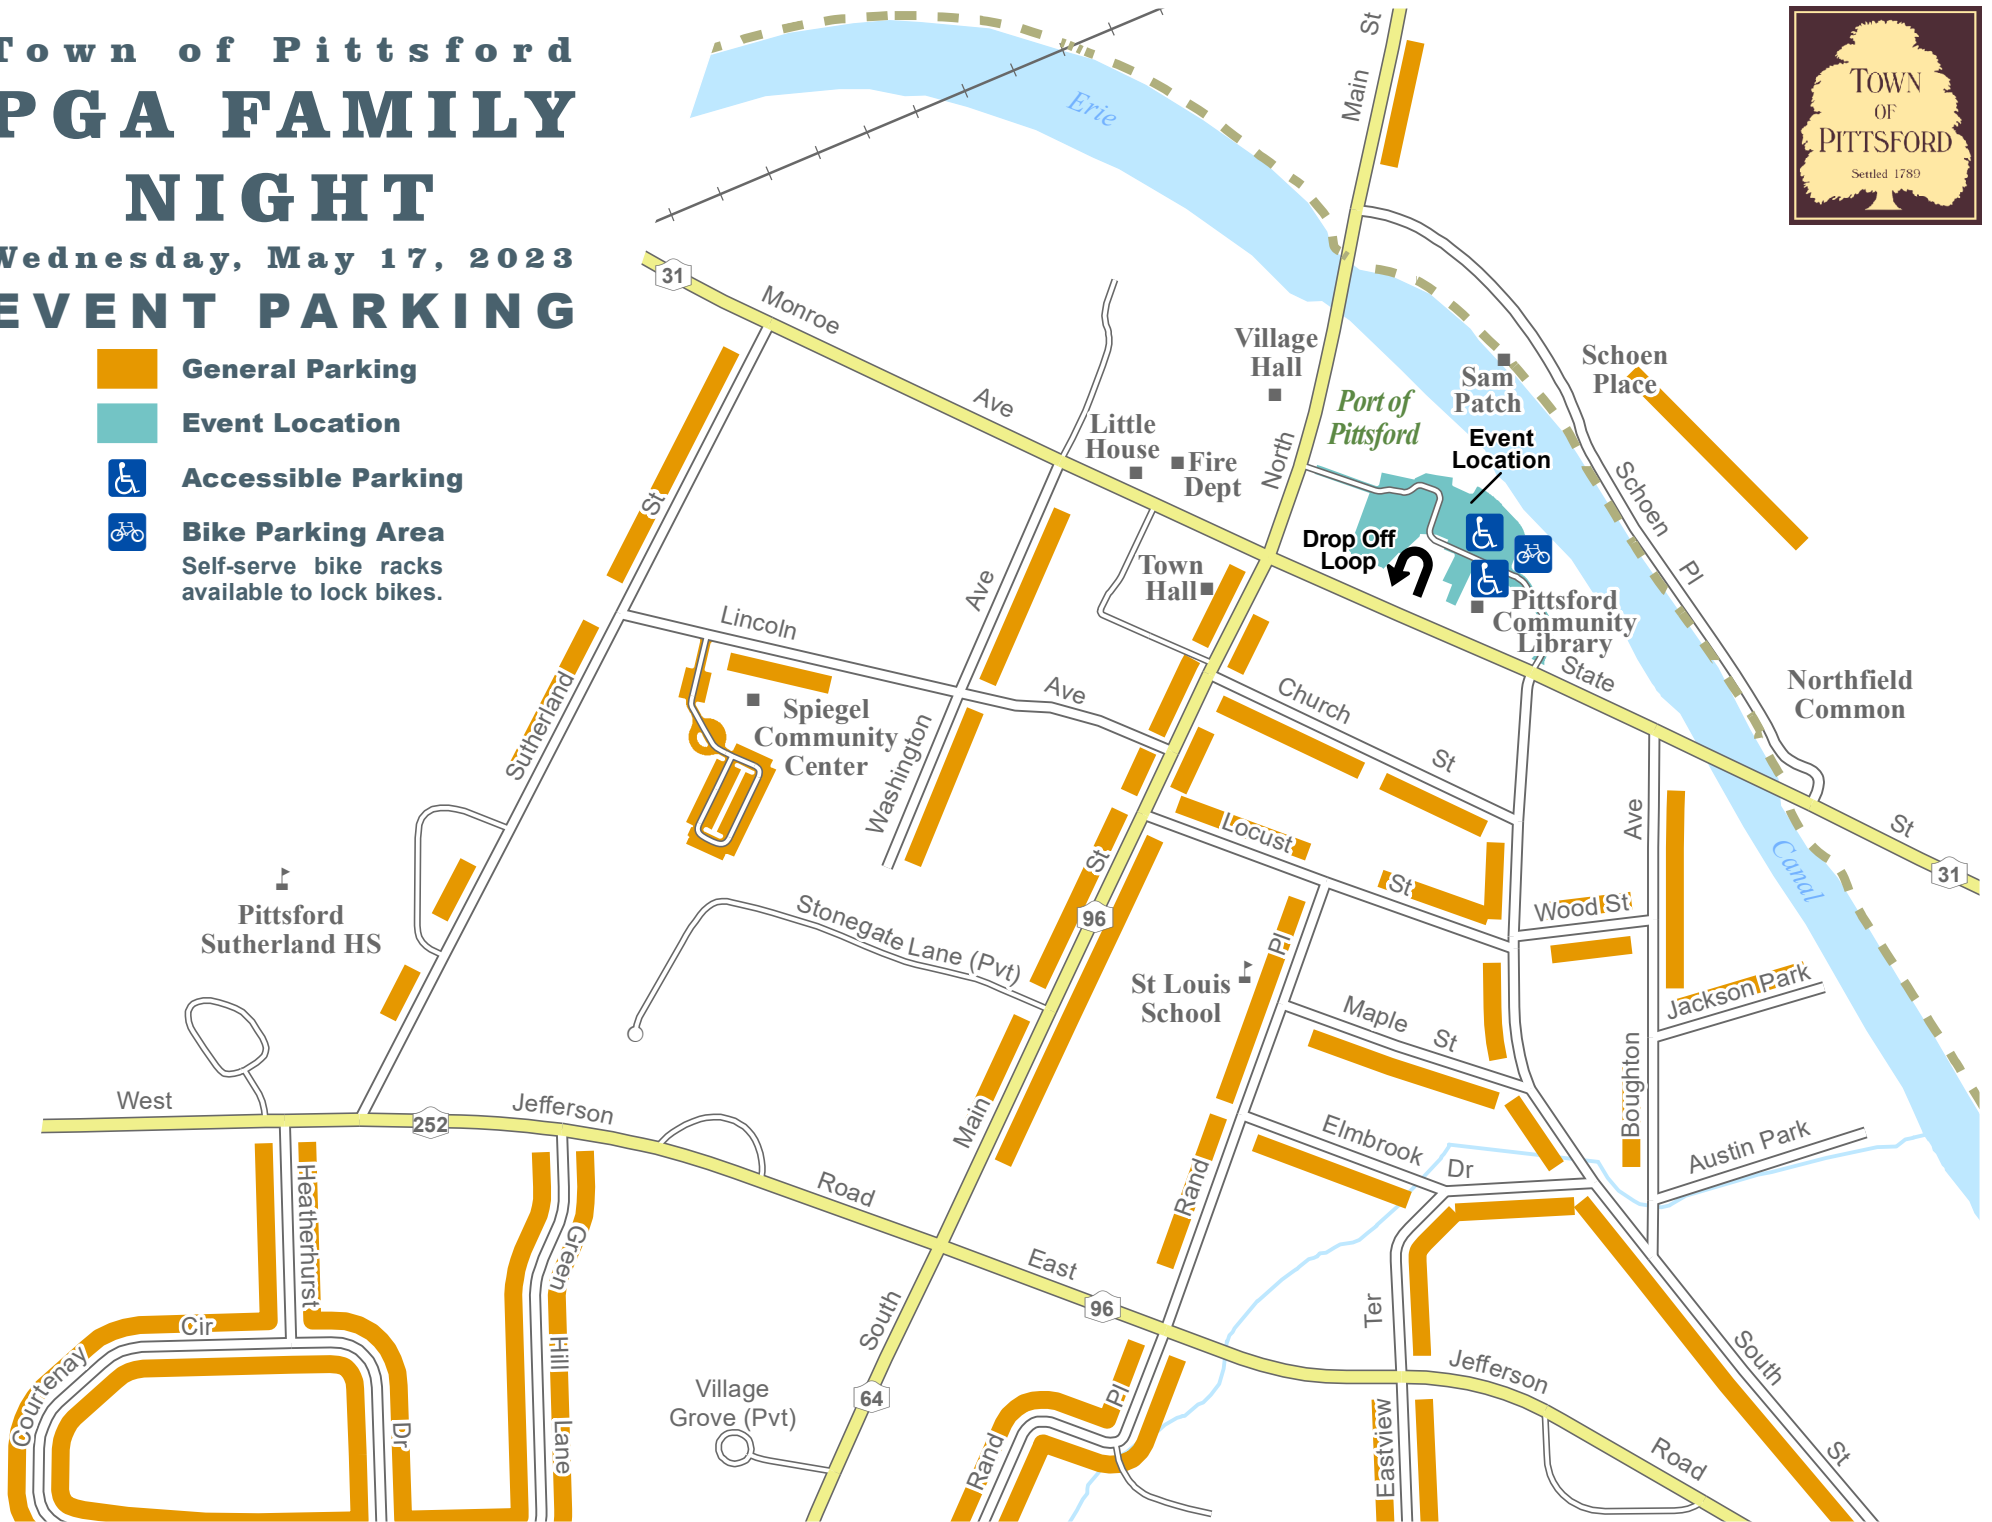 Town of Pittsford
PGA FAMILY
NIGHT
Wednesday, May 17, 2023
EVENT PARKING
General Parking
Event Location
Accessible Parking
Bike Parking Area
Self-serve bike racks
available to lock bikes.
TOWN
OF
PITTSFORD
Settled 1789
Erie
Main
St
31
Monroe
Ave
Village
Hall
Port of
Pittsford
Sam
Patch
Schoen
Place
Event
Location
Little
House
Fire
Dept
North
Schoen
Pl
Drop Off
Loop
Town
Hall
Pittsford
Community
Library
State
St
31
Northfield
Common
Canal
St
Sutherland
Lincoln
Ave
Ave
Washington
Spiegel
Community
Center
Church
St
Locust
St
Ave
Boughton
Wood St
Jackson Park
Austin Park
St
96
Main
Stonegate Lane (Pvt)
Pittsford
Sutherland HS
St Louis
School
Pl
Rand
Maple
St
Elmbrook
Dr
West
252
Jefferson
Road
East
96
Jefferson
Road
South
64
Village
Grove (Pvt)
Pl
Rand
Ter
Eastview
South
St
Heatherhurst
Cir
Courtenay
Dr
Green
Hill
Lane